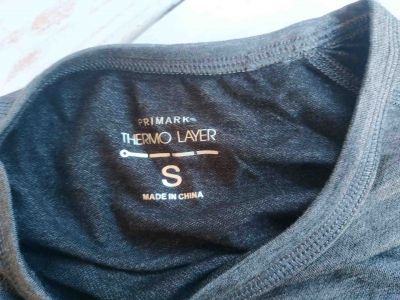 PRIMARK
THERMO LAYER
S
MADE IN CHINA